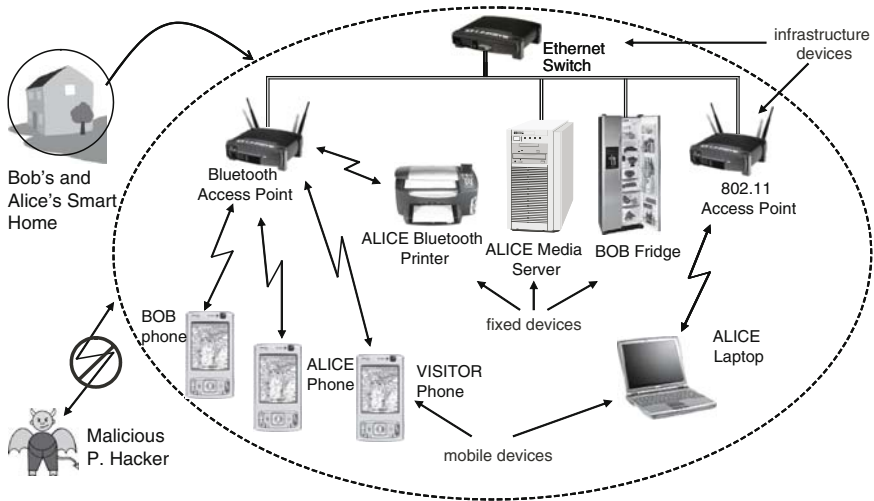 Ethernet
Switch
infrastructure
devices
Bob's and
Alice's Smart
Home
Bluetooth
Access Point
802.11
Access Point
ALICE Bluetooth
Printer
ALICE Media
Server
BOB Fridge
fixed devices
BOB
phone
ALICE
Phone
VISITOR
Phone
ALICE
Laptop
mobile devices
Malicious
P. Hacker